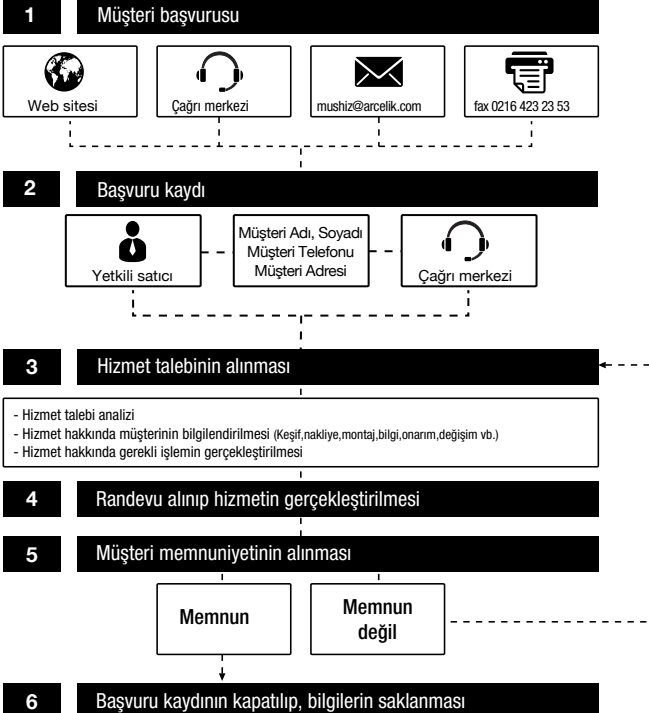 1 Müşteri başvurusu
Web sitesi
Çağrı merkezi
mushiz@arcelik.com
fax 0216 423 23 53
2 Başvuru kaydı
Yetkili satıcı
Müşteri Adı, Soyadı
Müşteri Telefonu
Müşteri Adresi
Çağrı merkezi
3 Hizmet talebinin alınması
- Hizmet talebi analizi
- Hizmet hakkında müşterinin bilgilendirilmesi (Keşif,nakliye,montaj,bilgi,onarım,değişim vb.)
- Hizmet hakkında gerekli işlemin gerçekleştirilmesi
4 Randevu alınıp hizmetin gerçekleştirilmesi
5 Müşteri memnuniyetinin alınması
Memnun
Memnun
değil
6 Başvuru kaydının kapatılıp, bilgilerin saklanması